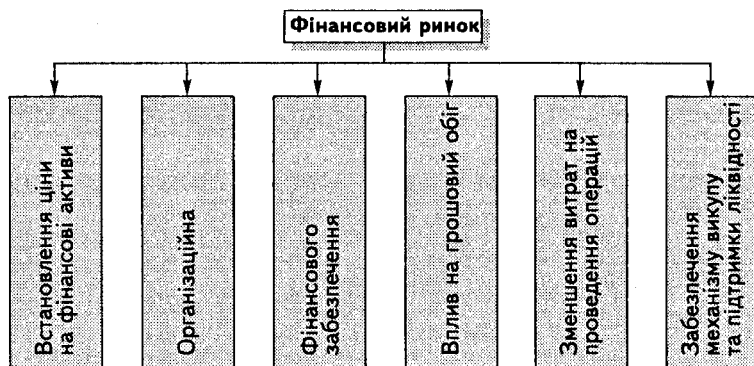 Фінансовий ринок
Встановлення ціни
на фінансові активи
Організаційна
Фінансового
забезпечення
Вплив на грошовий обіг
Зменшення витрат на
проведення операцій
Забезпечення
механізму викупу
та підтримки ліквідності